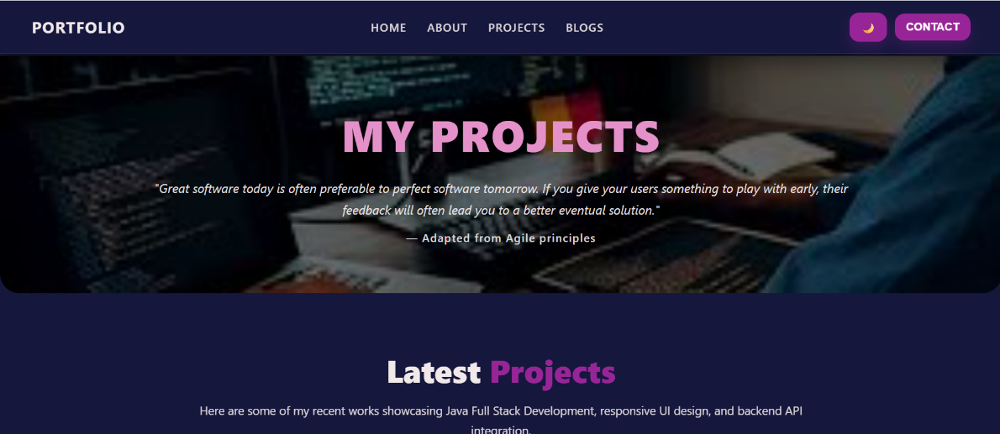 PORTFOLIO
HOME ABOUT PROJECTS BLOGS
CONTACT
MY PROJECTS
"Great software today is often preferable to perfect software tomorrow. If you give your users something to play with early, their
feedback will often lead you to a better eventual solution."
— Adapted from Agile principles
Latest Projects
Here are some of my recent works showcasing Java Full Stack Development, responsive UI design, and backend API
integration.